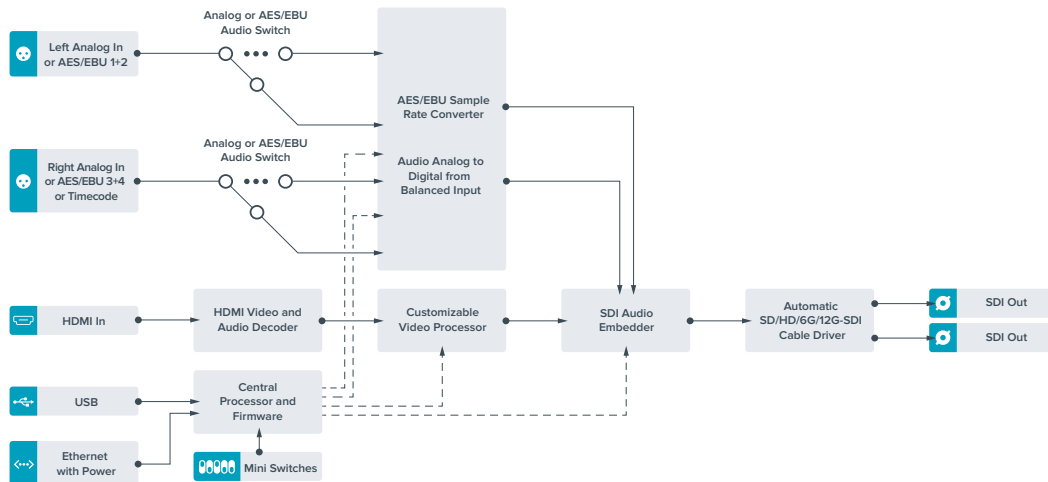 Analog or AES/EBU
Audio Switch
Left Analog In
or AES/EBU 1+2
AES/EBU Sample
Rate Converter
Analog or AES/EBU
Audio Switch
Right Analog In
or AES/EBU 3+4
or Timecode
Audio Analog to
Digital from
Balanced Input
HDMI In
HDMI Video and
Audio Decoder
Customizable
Video Processor
SDI Audio
Embedder
Automatic
SD/HD/6G/12G-SDI
Cable Driver
SDI Out
SDI Out
USB
Central
Processor and
Firmware
Ethernet
with Power
Mini Switches